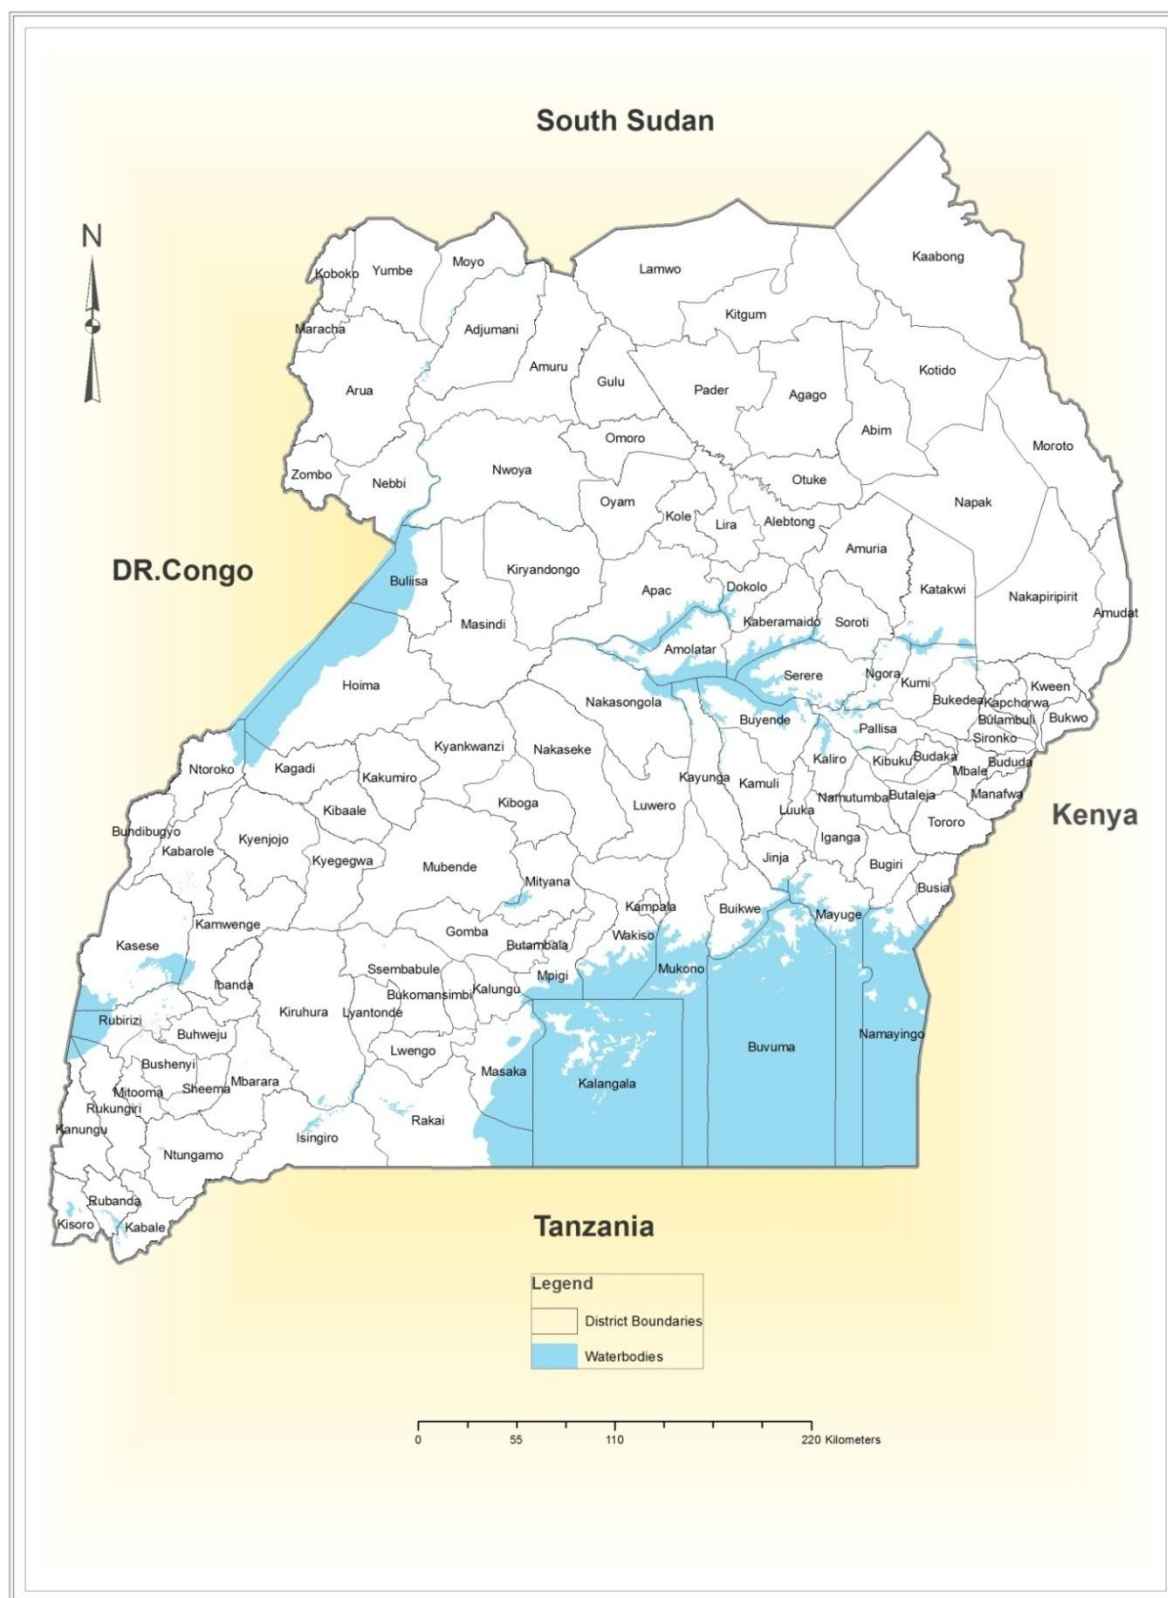 South Sudan
N
Kaabong
Moyo
Koboko
Yumbe
Lamwo
Kitgum
Maracha
Adjumani
Amuru
Gulu
Kotido
Arua
Pader
Agago
Abim
Omoro
Moroto
Zombo
Nebbi
Nwoya
Otuke
Napak
Oyam
Kole
Lira
Alebtong
Amuria
DR.Congo
Buliisa
Kiryandongo
Apac
Dokolo
Katakwi
Nakapiripirit
Amudat
Masindi
Kaberamaido
Soroti
Amolatar
Hoima
Serere
Ngora
Kumi
Kween
Nakasongola
Bukedea
Kapchorwa
Buyende
Bulambuli
Bukwo
Pallisa
Sironko
Kyankwanzi
Nakaseke
Ntoroko
Kagadi
Kakumiro
Kayunga
Kamuli
Kaliro
Kibuku
Budaka
Mbale
Bududa
Kibaale
Kiboga
Luwero
Luuka
Namutumba
Butaleja
Manafwa
Kenya
Bundibugyo
Kabarole
Kyenjojo
Kyegegwa
Iganga
Tororo
Mubende
Mityana
Jinja
Bugiri
Busia
Kasese
Kamwenge
Kampala
Buikwe
Mayuge
Gomba
Butambala
Wakiso
Ssembabule
Mpigi
Mukono
Ibanda
Bukomansimbi
Kalungu
Rubirizi
Kiruhura
Lyantonde
Buhweju
Namayingo
Lwengo
Buvuma
Bushenyi
Masaka
Mitooma
Sheema
Mbarara
Kalangala
Rukungiri
Kanungu
Rakai
Isingiro
Ntungamo
Rubanda
Kisoro
Kabale
Tanzania
Legend
District Boundaries
Waterbodies
0 55 110 220 Kilometers